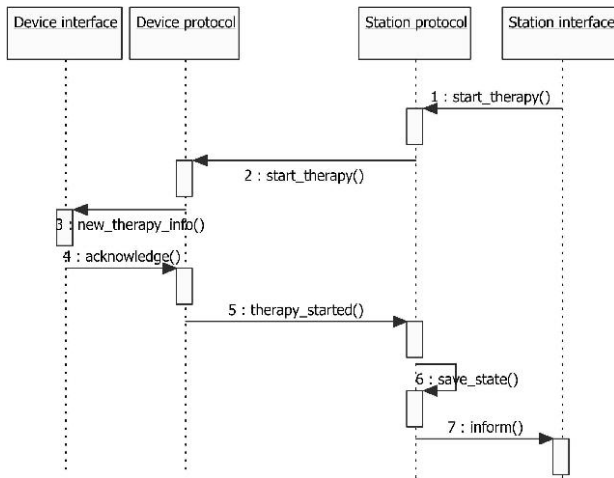 Device interface
Device protocol
Station protocol
Station interface
1 : start_therapy()
2 : start_therapy()
3 : new_therapy_info()
4 : acknowledge()
5 : therapy_started()
6 : save_state()
7 : inform()